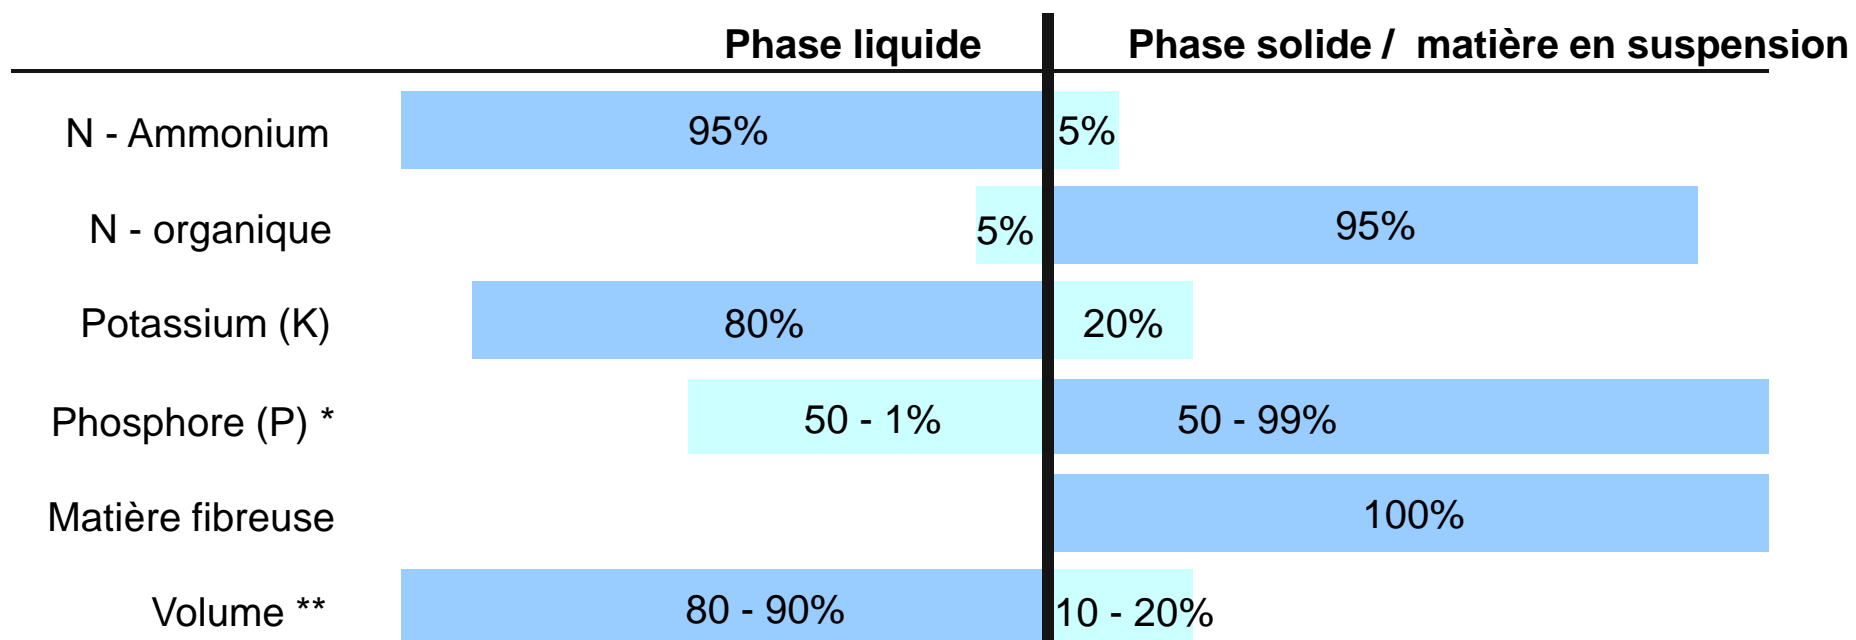 Phase liquide Phase solide / matière en suspension
N - Ammonium 95% 5%
N - organique 5% 95%
Potassium (K) 80% 20%
Phosphore (P) * 50 - 1% 50 - 99%
Matière fibreuse 100%
Volume ** 80 - 90% 10 - 20%